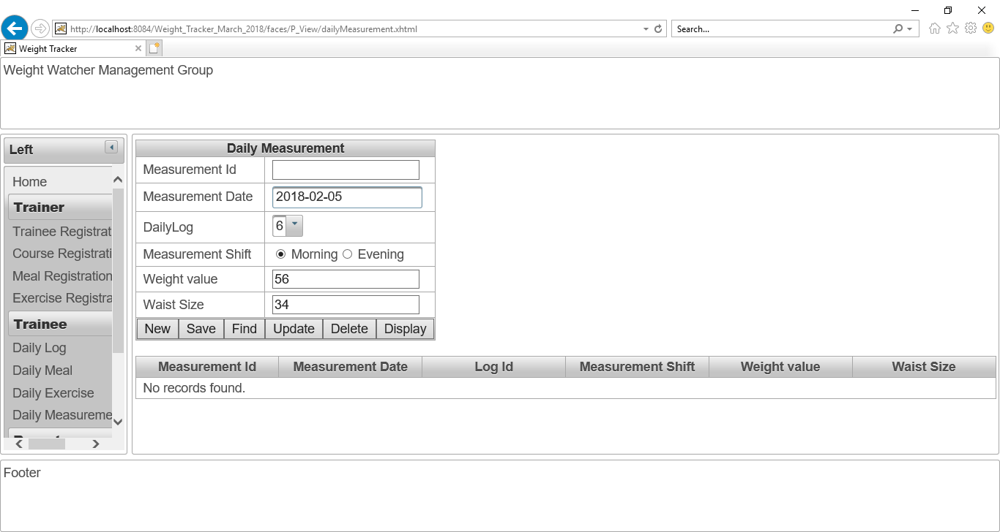 http://localhost:8084/Weight_Tracker_March_2018/faces/P_View/dailyMeasurement.xhtml
Search...
Weight Tracker
Weight Watcher Management Group
Left
Home
Trainer
Trainee Registrat
Course Registrati
Meal Registration
Exercise Registra
Trainee
Daily Log
Daily Meal
Daily Exercise
Daily Measureme
Daily Measurement
Measurement Id
Measurement Date 2018-02-05
DailyLog 6
Measurement Shift Morning Evening
Weight value 56
Waist Size 34
New Save Find Update Delete Display
Measurement Id Measurement Date Log Id Measurement Shift Weight value Waist Size
No records found.
Footer